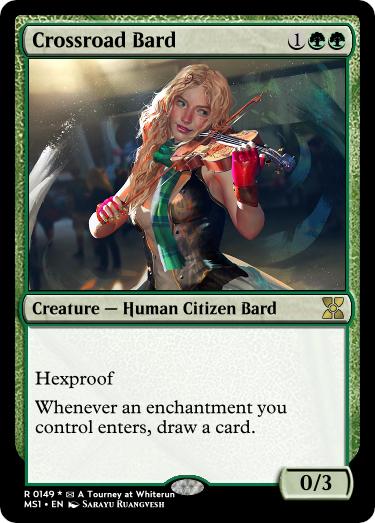 Crossroad Bard 1
Creature — Human Citizen Bard
Hexproof
Whenever an enchantment you
control enters, draw a card.
0/3
R 0149 * A Tourney at Whiterun
MS1 • EN Sarayu Ruangvesh